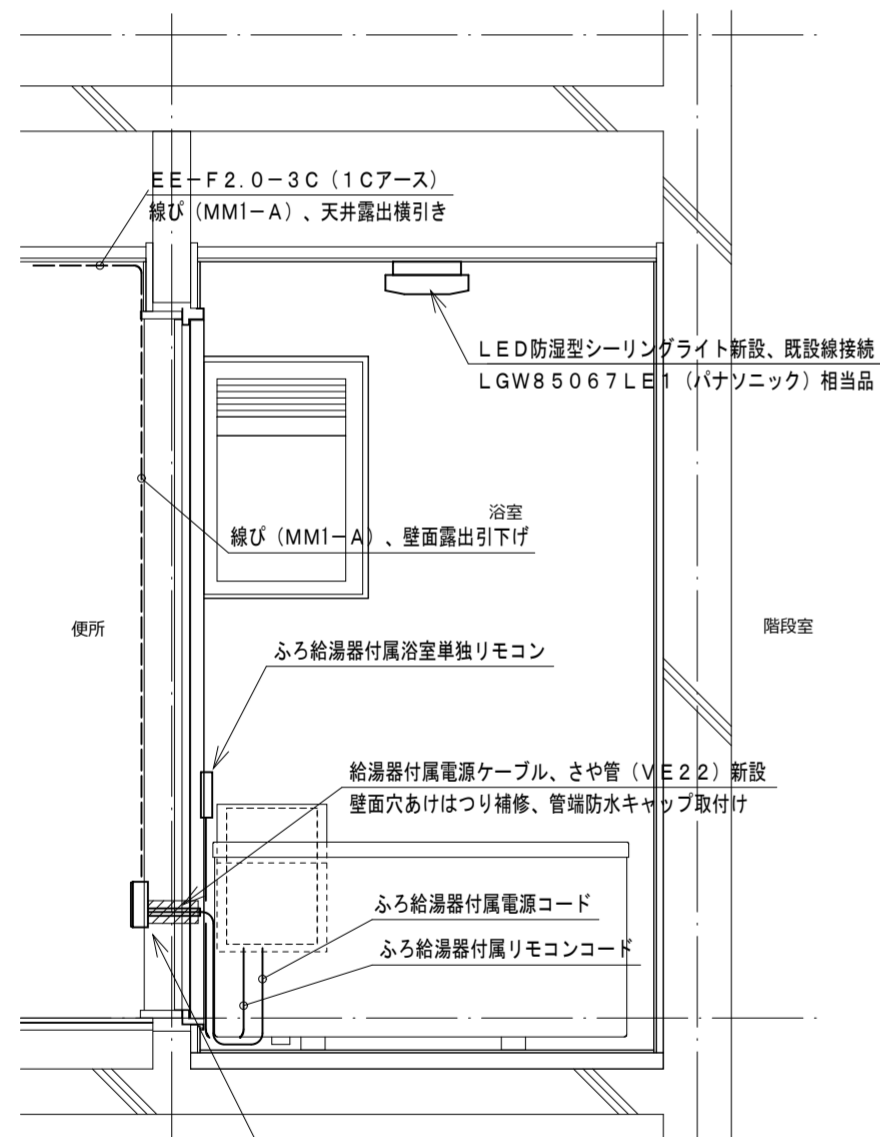 EE-F2.0-3C(1Cアース)
線ぴ(MM1-A)、天井露出横引き
LED防湿型シーリングライト新設、既設線接続
LGW85067LE1(パナソニック)相当品
浴室
線ぴ(MM1-A)、壁面露出引下げ
便所
階段室
ふろ給湯器付属浴室単独リモコン
給湯器付属電源ケーブル、さや管(VE22)新設
壁面穴あけはつり補修、管端防水キャップ取付け
ふろ給湯器付属電源コード
ふろ給湯器付属リモコンコード